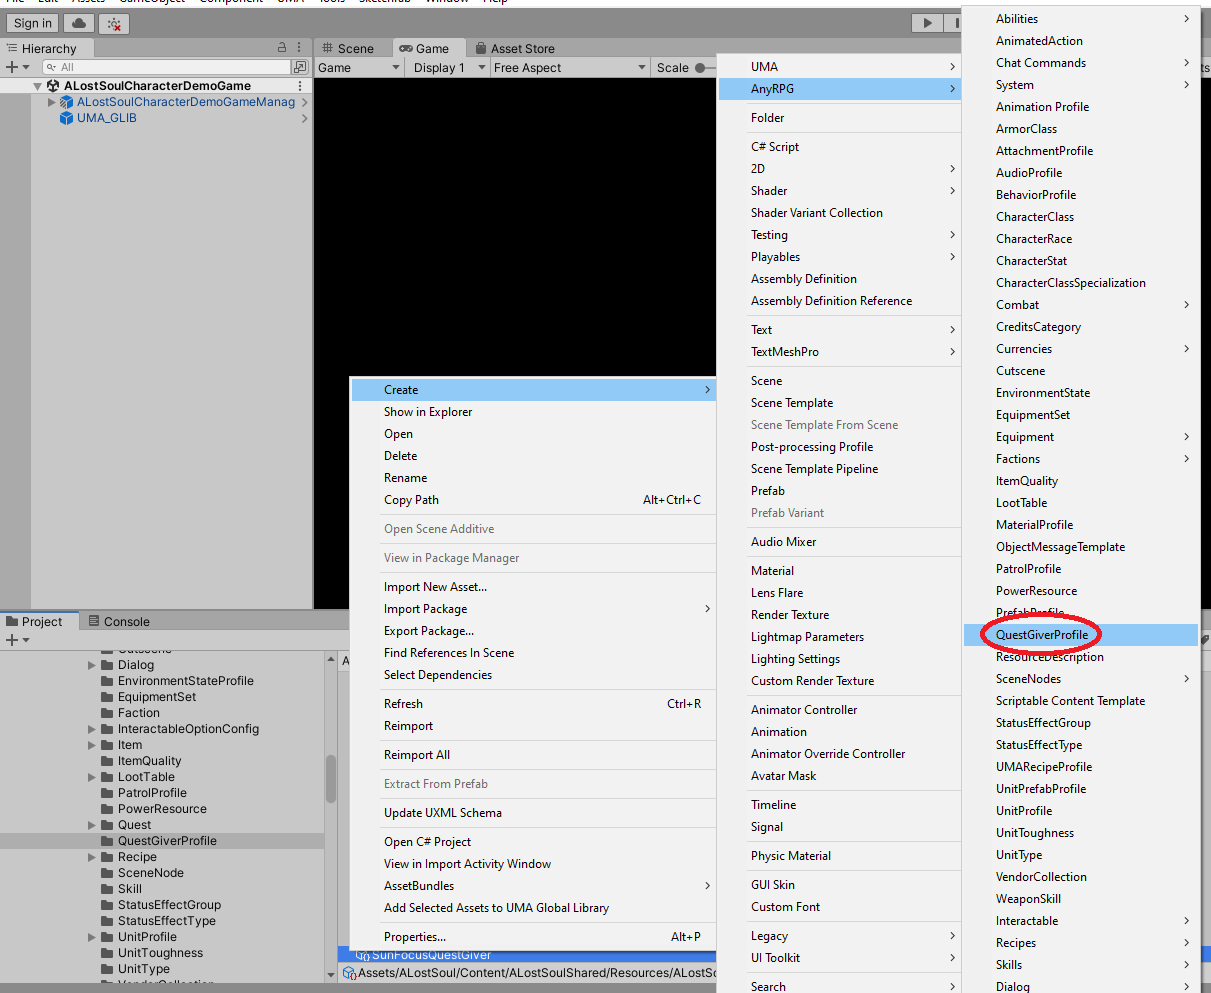 File Edit Assets GameObject Component UMA Tools Sketchfab Window Help
Sign in
Hierarchy
All
ALostSoulCharacterDemoGame
ALostSoulCharacterDemoGameManag
UMA_GLIB
Scene
Game
Asset Store
Game
Display 1
Free Aspect
Scale
Project
Console
Dialog
EnvironmentStateProfile
EquipmentSet
Faction
InteractableOptionConfig
Item
ItemQuality
LootTable
PatrolProfile
PowerResource
Quest
QuestGiverProfile
Recipe
SceneNode
Skill
StatusEffectGroup
StatusEffectType
UnitProfile
UnitToughness
UnitType
VendorCollection
Create
Show in Explorer
Open
Delete
Rename
Copy Path Alt+Ctrl+C
Open Scene Additive
View in Package Manager
Import New Asset...
Import Package
Export Package...
Find References In Scene
Select Dependencies
Refresh Ctrl+R
Reimport
Reimport All
Extract From Prefab
Update UXML Schema
Open C# Project
View in Import Activity Window
AssetBundles
Add Selected Assets to UMA Global Library
Properties... Alt+P
SunFocusQuestGiver
Assets/ALostSoul/Content/ALostSoulShared/Resources/ALostSo
UMA
AnyRPG
Folder
C# Script
2D
Shader
Shader Variant Collection
Testing
Playables
Assembly Definition
Assembly Definition Reference
Text
TextMeshPro
Scene
Scene Template
Scene Template From Scene
Post-processing Profile
Scene Template Pipeline
Prefab
Prefab Variant
Audio Mixer
Material
Lens Flare
Render Texture
Lightmap Parameters
Lighting Settings
Custom Render Texture
Animator Controller
Animation
Animator Override Controller
Avatar Mask
Timeline
Signal
Physic Material
GUI Skin
Custom Font
Legacy
UI Toolkit
Search
Abilities
AnimatedAction
Chat Commands
System
Animation Profile
ArmorClass
AttachmentProfile
AudioProfile
BehaviorProfile
CharacterClass
CharacterRace
CharacterStat
CharacterClassSpecialization
Combat
CreditsCategory
Currencies
Cutscene
EnvironmentState
EquipmentSet
Equipment
Factions
ItemQuality
LootTable
MaterialProfile
ObjectMessageTemplate
PatrolProfile
PowerResource
PrefabProfile
QuestGiverProfile
ResourceDescription
SceneNodes
Scriptable Content Template
StatusEffectGroup
StatusEffectType
UMARecipeProfile
UnitPrefabProfile
UnitProfile
UnitToughness
UnitType
VendorCollection
WeaponSkill
Interactable
Recipes
Skills
Dialog